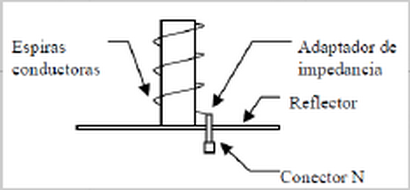 Espiras
conductoras
Adaptador de
impedancia
Reflector
Conector N